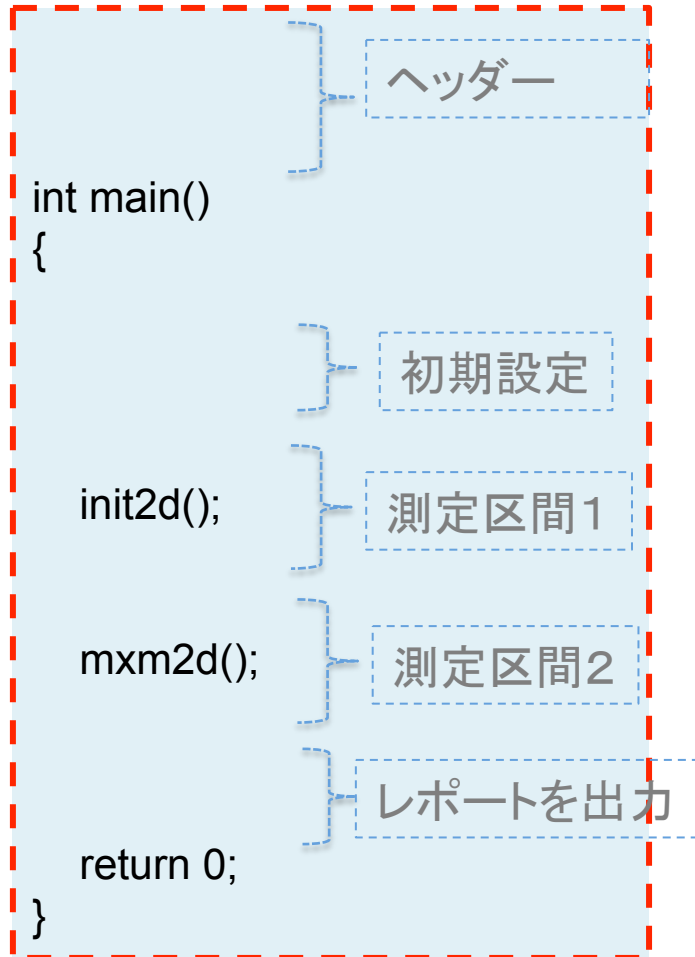 ヘッダー
int main()
{
初期設定
init2d();
測定区間1
mxm2d();
測定区間2
レポートを出力
return 0;
}